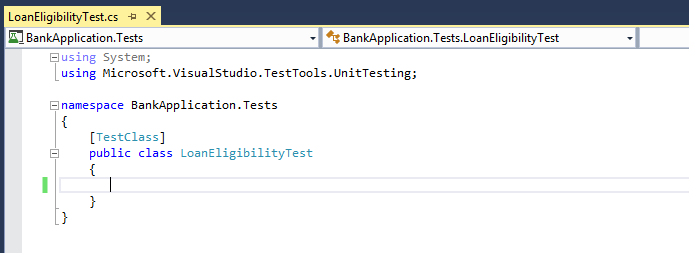 LoanEligibilityTest.cs
BankApplication.Tests BankApplication.Tests.LoanEligibilityTest
using System;
using Microsoft.VisualStudio.TestTools.UnitTesting;
namespace BankApplication.Tests
{
[TestClass]
public class LoanEligibilityTest
{
}
}